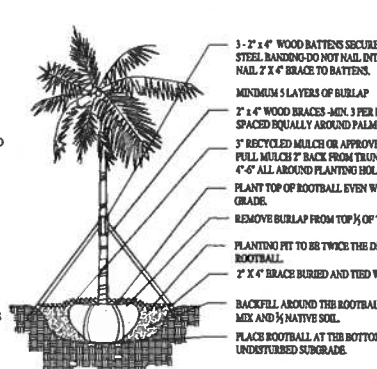 3 - 2" x 4" WOOD BATTENS SECURE
STEEL BANDING-DO NOT NAIL INT
NAIL 2' X 4" BRACE TO BATTENS.
MINIMUM 5 LAYERS OF BURLAP
2" x 4" WOOD BRACES -MIN. 3 PER
SPACED EQUALLY AROUND PALM
3" RECYCLED MULCH OR APPROVE
PULL MULCH 2" BACK FROM TRUN
4"-6" ALL AROUND PLANTING HOL
PLANT TOP OF ROOTBALL EVEN W
GRADE.
REMOVE BURLAP FROM TOP ⅓ OF
PLANTING PIT TO BE TWICE THE D
ROOTBALL.
2" X 4" BRACE BURIED AND TIED W
BACKFILL AROUND THE ROOTBAL
MIX AND ⅔ NATIVE SOIL.
PLACE ROOTBALL AT THE BOTTO
UNDISTURBED SUBGRADE.